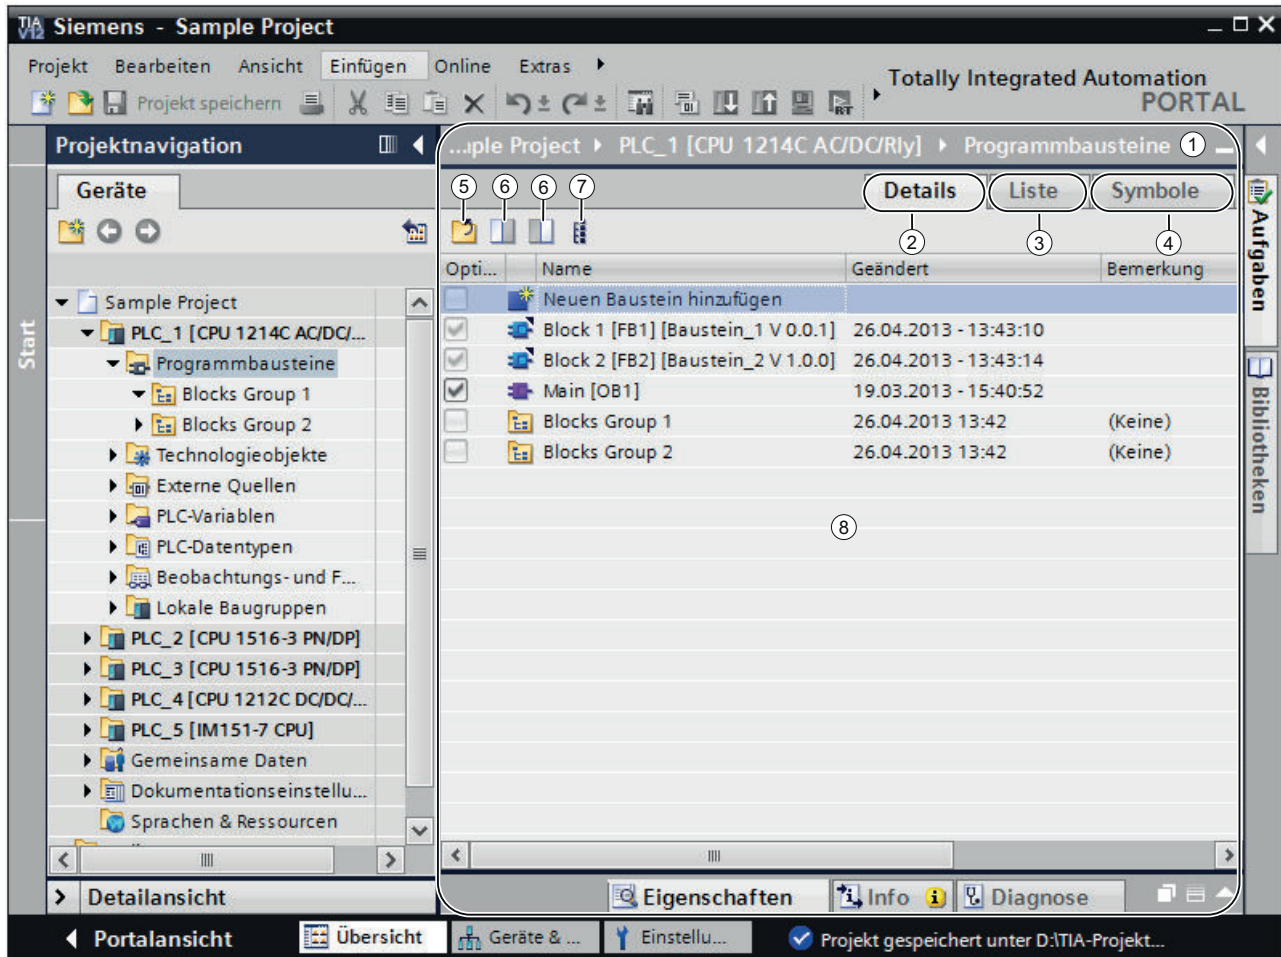 TIA V12 Siemens - Sample Project
Projekt Bearbeiten Ansicht Einfügen Online Extras
Totally Integrated Automation
PORTAL
Projekt speichern
Projektnavigation
...ple Project PLC_1 [CPU 1214C AC/DC/Rly] Programmbausteine 1
Geräte
5 6 6 7
Details Liste Symbole
2 3 4
Opti... Name Geändert Bemerkung
Neuen Baustein hinzufügen
Block 1 [FB1] [Baustein_1 V 0.0.1] 26.04.2013 - 13:43:10
Block 2 [FB2] [Baustein_2 V 1.0.0] 26.04.2013 - 13:43:14
Main [OB1] 19.03.2013 - 15:40:52
Blocks Group 1 26.04.2013 13:42 (Keine)
Blocks Group 2 26.04.2013 13:42 (Keine)
8
Start
Sample Project
PLC_1 [CPU 1214C AC/DC/...
Programmbausteine
Blocks Group 1
Blocks Group 2
Technologieobjekte
Externe Quellen
PLC-Variablen
PLC-Datentypen
Beobachtungs- und F...
Lokale Baugruppen
PLC_2 [CPU 1516-3 PN/DP]
PLC_3 [CPU 1516-3 PN/DP]
PLC_4 [CPU 1212C DC/DC/...
PLC_5 [IM151-7 CPU]
Gemeinsame Daten
Dokumentationseinstellu...
Sprachen & Ressourcen
Aufgaben
Bibliotheken
Detailansicht
Eigenschaften Info Diagnose
Portalansicht Übersicht Geräte & ... Einstellu... Projekt gespeichert unter D:\TIA-Projekt...